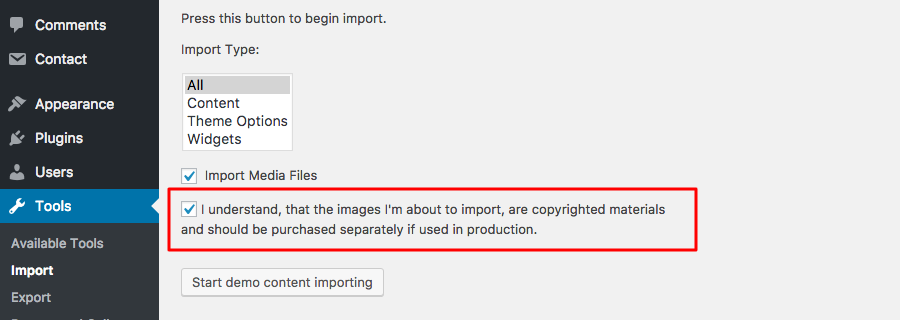 Comments
Contact
Appearance
Plugins
Users
Tools
Available Tools
Import
Export
Press this button to begin import.
Import Type:
All
Content
Theme Options
Widgets
Import Media Files
I understand, that the images I'm about to import, are copyrighted materials
and should be purchased separately if used in production.
Start demo content importing